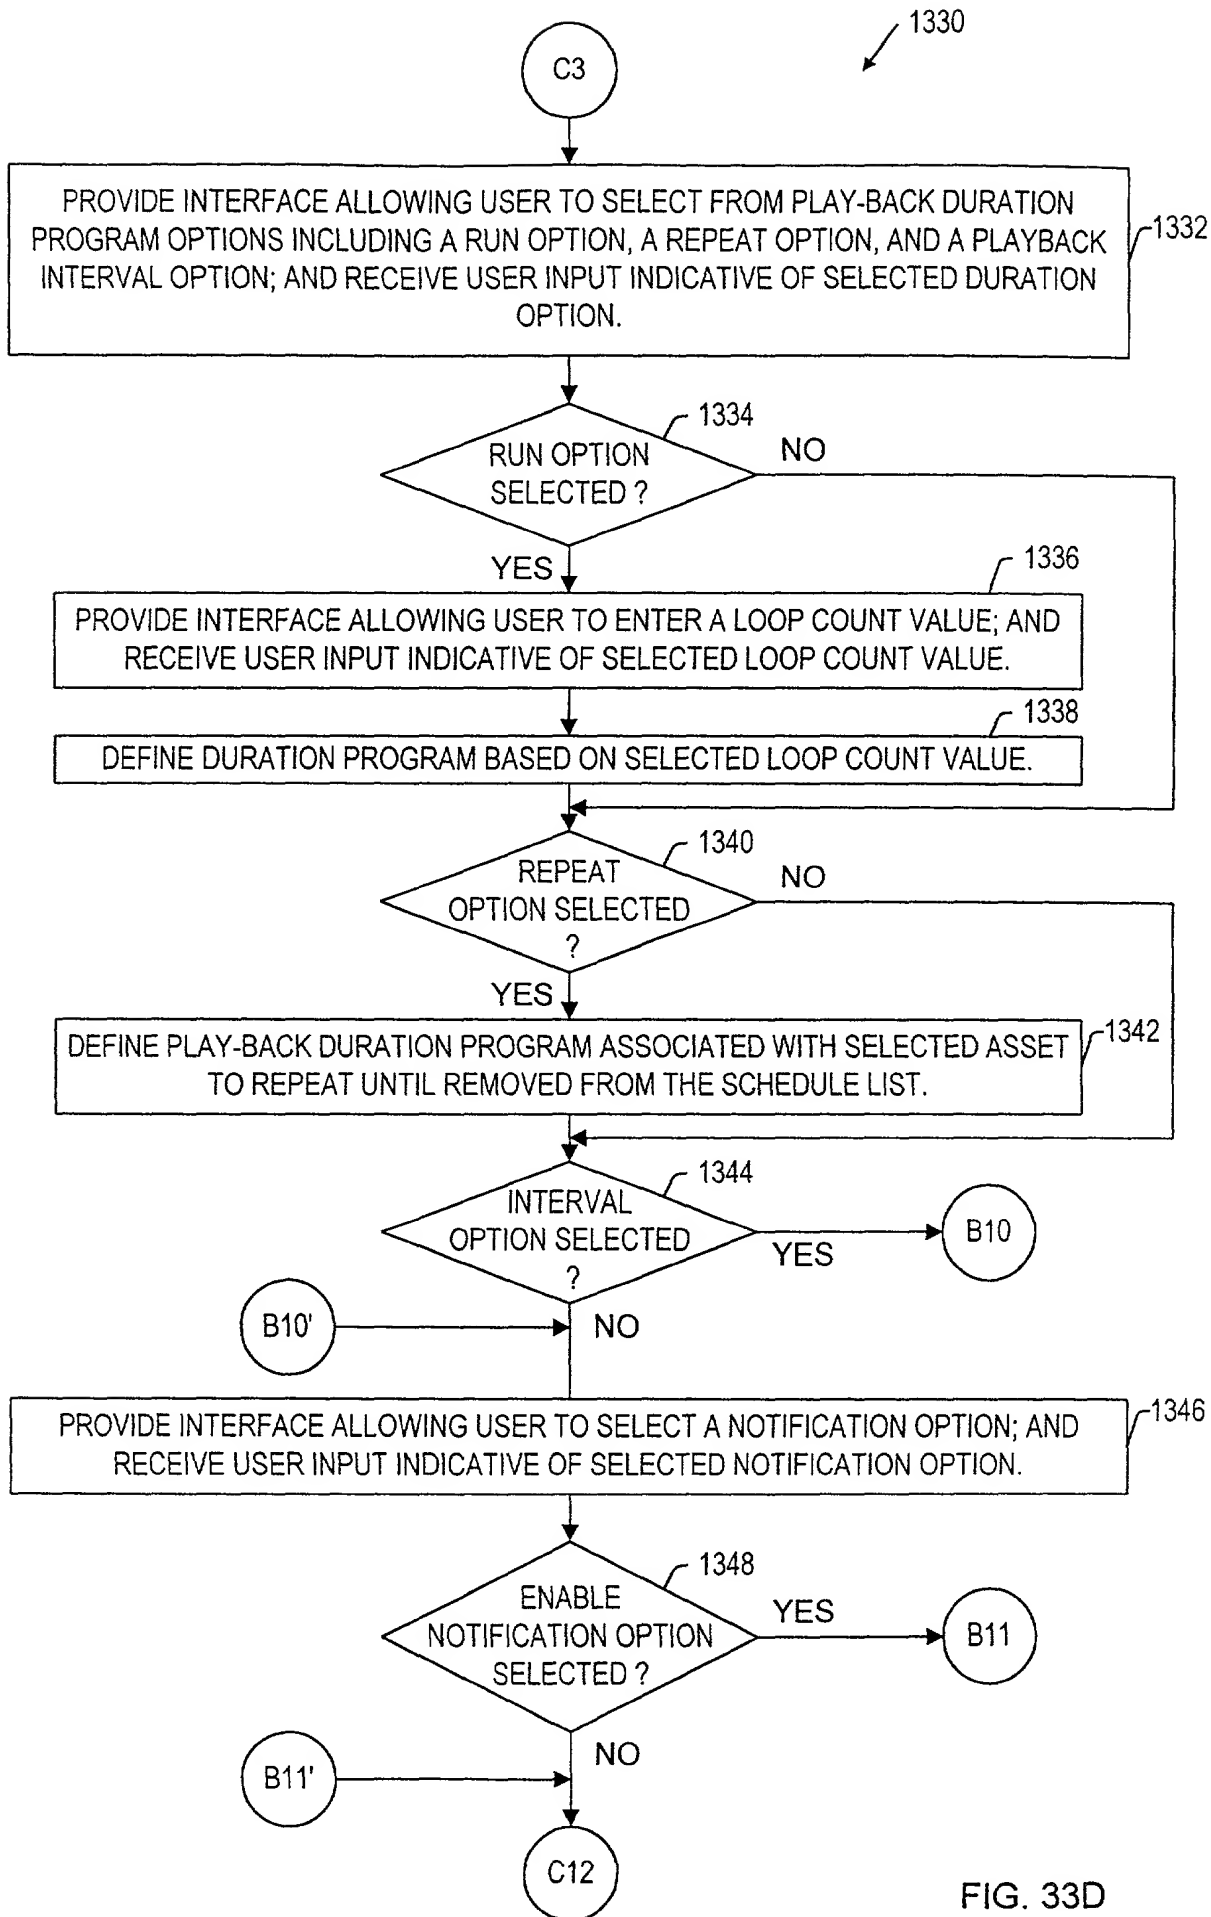 1330
C3
PROVIDE INTERFACE ALLOWING USER TO SELECT FROM PLAY-BACK DURATION
PROGRAM OPTIONS INCLUDING A RUN OPTION, A REPEAT OPTION, AND A PLAYBACK
INTERVAL OPTION; AND RECEIVE USER INPUT INDICATIVE OF SELECTED DURATION
OPTION.
1332
1334
RUN OPTION
SELECTED ?
NO
YES
1336
PROVIDE INTERFACE ALLOWING USER TO ENTER A LOOP COUNT VALUE; AND
RECEIVE USER INPUT INDICATIVE OF SELECTED LOOP COUNT VALUE.
1338
DEFINE DURATION PROGRAM BASED ON SELECTED LOOP COUNT VALUE.
1340
REPEAT
OPTION SELECTED
?
NO
YES
DEFINE PLAY-BACK DURATION PROGRAM ASSOCIATED WITH SELECTED ASSET
TO REPEAT UNTIL REMOVED FROM THE SCHEDULE LIST.
1342
1344
INTERVAL
OPTION SELECTED
?
YES
B10
B10'
NO
PROVIDE INTERFACE ALLOWING USER TO SELECT A NOTIFICATION OPTION; AND
RECEIVE USER INPUT INDICATIVE OF SELECTED NOTIFICATION OPTION.
1346
1348
ENABLE
NOTIFICATION OPTION
SELECTED ?
YES
B11
NO
B11'
C12
FIG. 33D